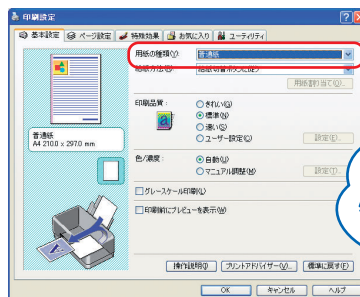 印刷設定
基本設定 ページ設定 特殊効果 お気に入り ユーティリティ
用紙の種類(Y): 普通紙
用紙割り当て(G)...
印刷品質: きれい(H)
標準(N)
速い(S)
ユーザー設定(C) 設定(E)...
普通紙
A4 210.0 x 297.0 mm
色/濃度: 自動(U)
マニュアル調整(M) 設定(T)...
グレースケール印刷(L)
印刷前にプレビューを表示(W)
操作説明(I) プリントアドバイザー(V)... 標準に戻す(F)
OK キャンセル ヘルプ